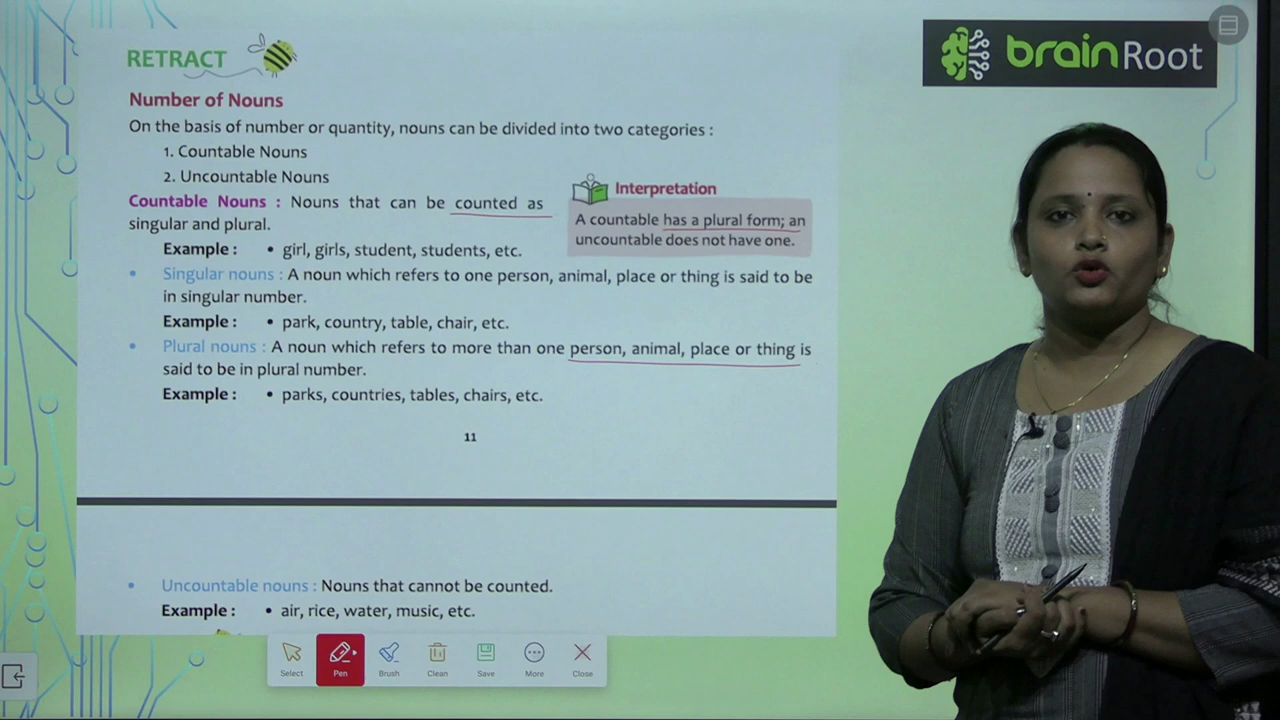 RETRACT
brainRoot
Number of Nouns
On the basis of number or quantity, nouns can be divided into two categories :
1. Countable Nouns
2. Uncountable Nouns
Countable Nouns : Nouns that can be counted as
singular and plural.
Interpretation
A countable has a plural form; an
uncountable does not have one.
Example : • girl, girls, student, students, etc.
• Singular nouns : A noun which refers to one person, animal, place or thing is said to be
in singular number.
Example : • park, country, table, chair, etc.
• Plural nouns : A noun which refers to more than one person, animal, place or thing is
said to be in plural number.
Example : • parks, countries, tables, chairs, etc.
11
• Uncountable nouns : Nouns that cannot be counted.
Example : • air, rice, water, music, etc.
Select Pen Brush Clean Save More Close